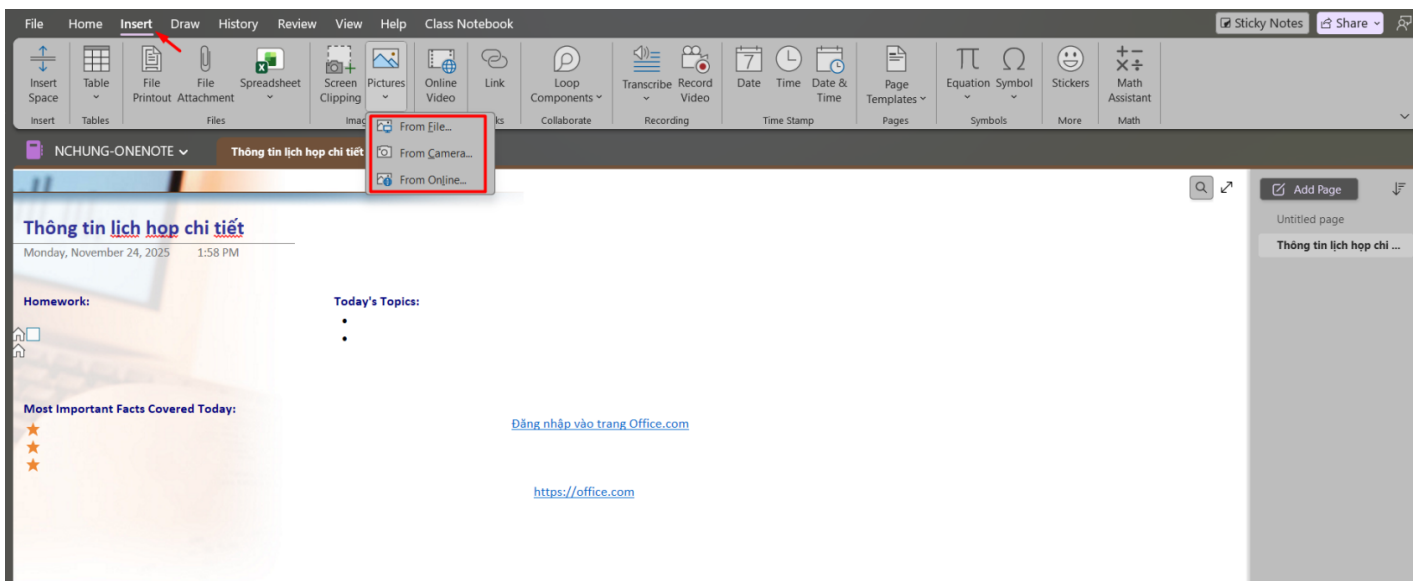 File Home Insert Draw History Review View Help Class Notebook Sticky Notes Share
Insert Space Table File Printout File Attachment Spreadsheet Screen Clipping Pictures Online Video Link Loop Components Transcribe Record Video Date Time Date & Time Page Templates Equation Symbol Stickers Math Assistant
Insert Tables Files Collaborate Recording Time Stamp Pages Symbols More Math
From File...
From Camera...
From Online...
NCHUNG-ONENOTE Thông tin lịch họp chi tiết
Add Page
Untitled page
Thông tin lịch họp chi ...
Thông tin lịch họp chi tiết
Monday, November 24, 2025 1:58 PM
Homework: Today's Topics:
Most Important Facts Covered Today:
Đăng nhập vào trang Office.com
https://office.com